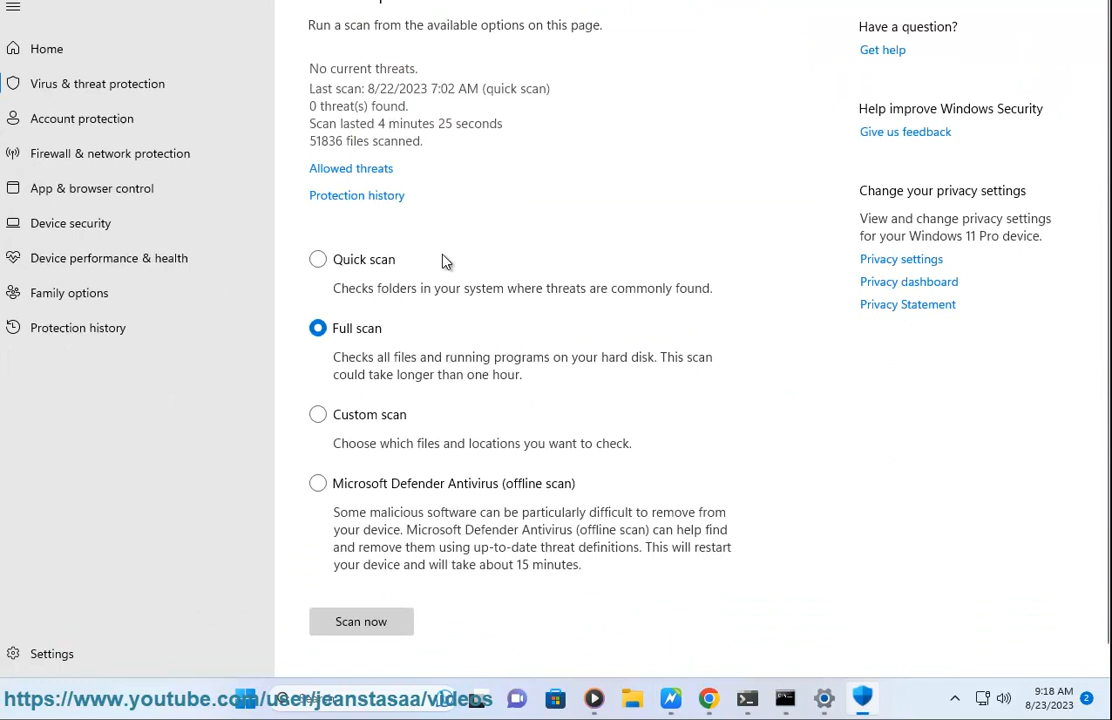 Run a scan from the available options on this page.
No current threats.
Last scan: 8/22/2023 7:02 AM (quick scan)
0 threat(s) found.
Scan lasted 4 minutes 25 seconds
51836 files scanned.
Allowed threats
Protection history
Quick scan
Checks folders in your system where threats are commonly found.
Full scan
Checks all files and running programs on your hard disk. This scan
could take longer than one hour.
Custom scan
Choose which files and locations you want to check.
Microsoft Defender Antivirus (offline scan)
Some malicious software can be particularly difficult to remove from
your device. Microsoft Defender Antivirus (offline scan) can help find
and remove them using up-to-date threat definitions. This will restart
your device and will take about 15 minutes.
Scan now
Home
Virus & threat protection
Account protection
Firewall & network protection
App & browser control
Device security
Device performance & health
Family options
Protection history
Settings
Have a question?
Get help
Help improve Windows Security
Give us feedback
Change your privacy settings
View and change privacy settings
for your Windows 11 Pro device.
Privacy settings
Privacy dashboard
Privacy Statement
https://www.youtube.com/user/jeanstasaa/videos
9:18 AM
8/23/2023
2